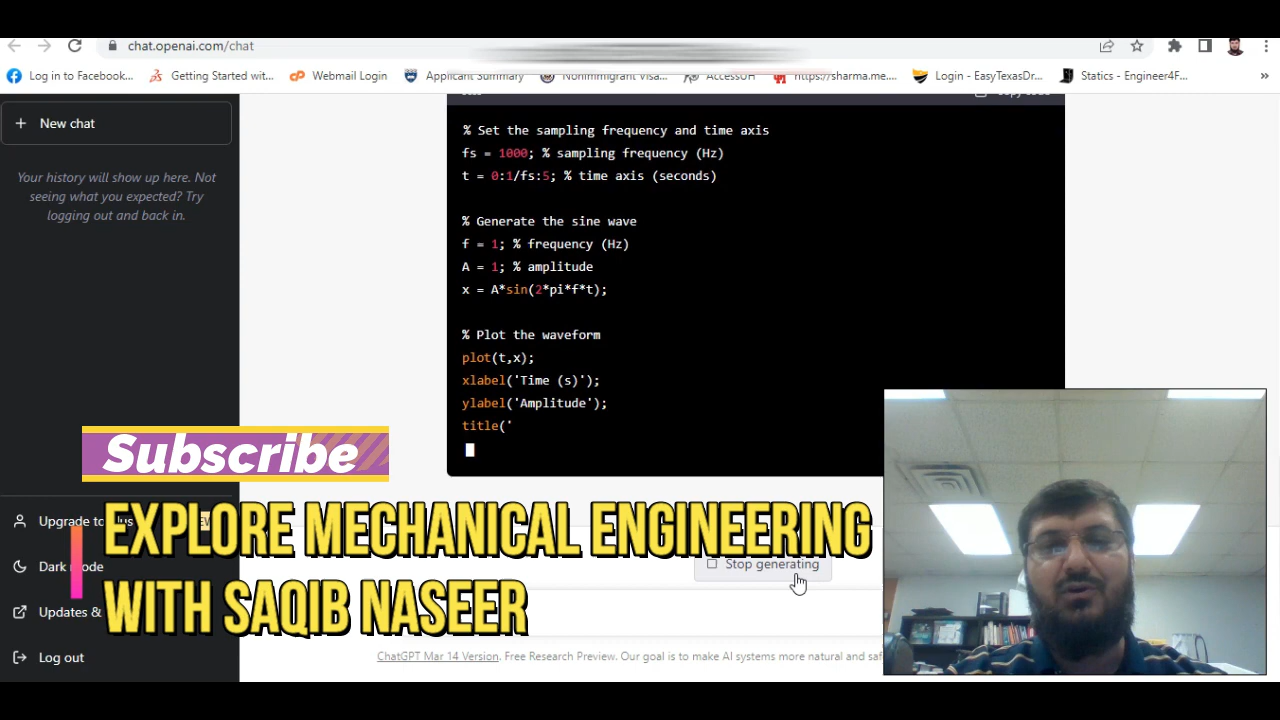 chat.openai.com/chat
Log in to Facebook...
Getting Started wit...
Webmail Login
Applicant Summary
Nonimmigrant Visa...
AccessUH
https://sharma.me....
Login - EasyTexasDr...
Statics - Engineer4F...
»
+ New chat
Your history will show up here. Not
seeing what you expected? Try
logging out and back in.
Upgrade to
Dark mode
Updates &
Log out
% Set the sampling frequency and time axis
fs = 1000; % sampling frequency (Hz)
t = 0:1/fs:5; % time axis (seconds)
% Generate the sine wave
f = 1; % frequency (Hz)
A = 1; % amplitude
x = A*sin(2*pi*f*t);
% Plot the waveform
plot(t,x);
xlabel('Time (s)');
ylabel('Amplitude');
title('
Subscribe
EXPLORE MECHANICAL ENGINEERING
WITH SAQIB NASEER
Stop generating
ChatGPT Mar 14 Version. Free Research Preview. Our goal is to make AI systems more natural and saf